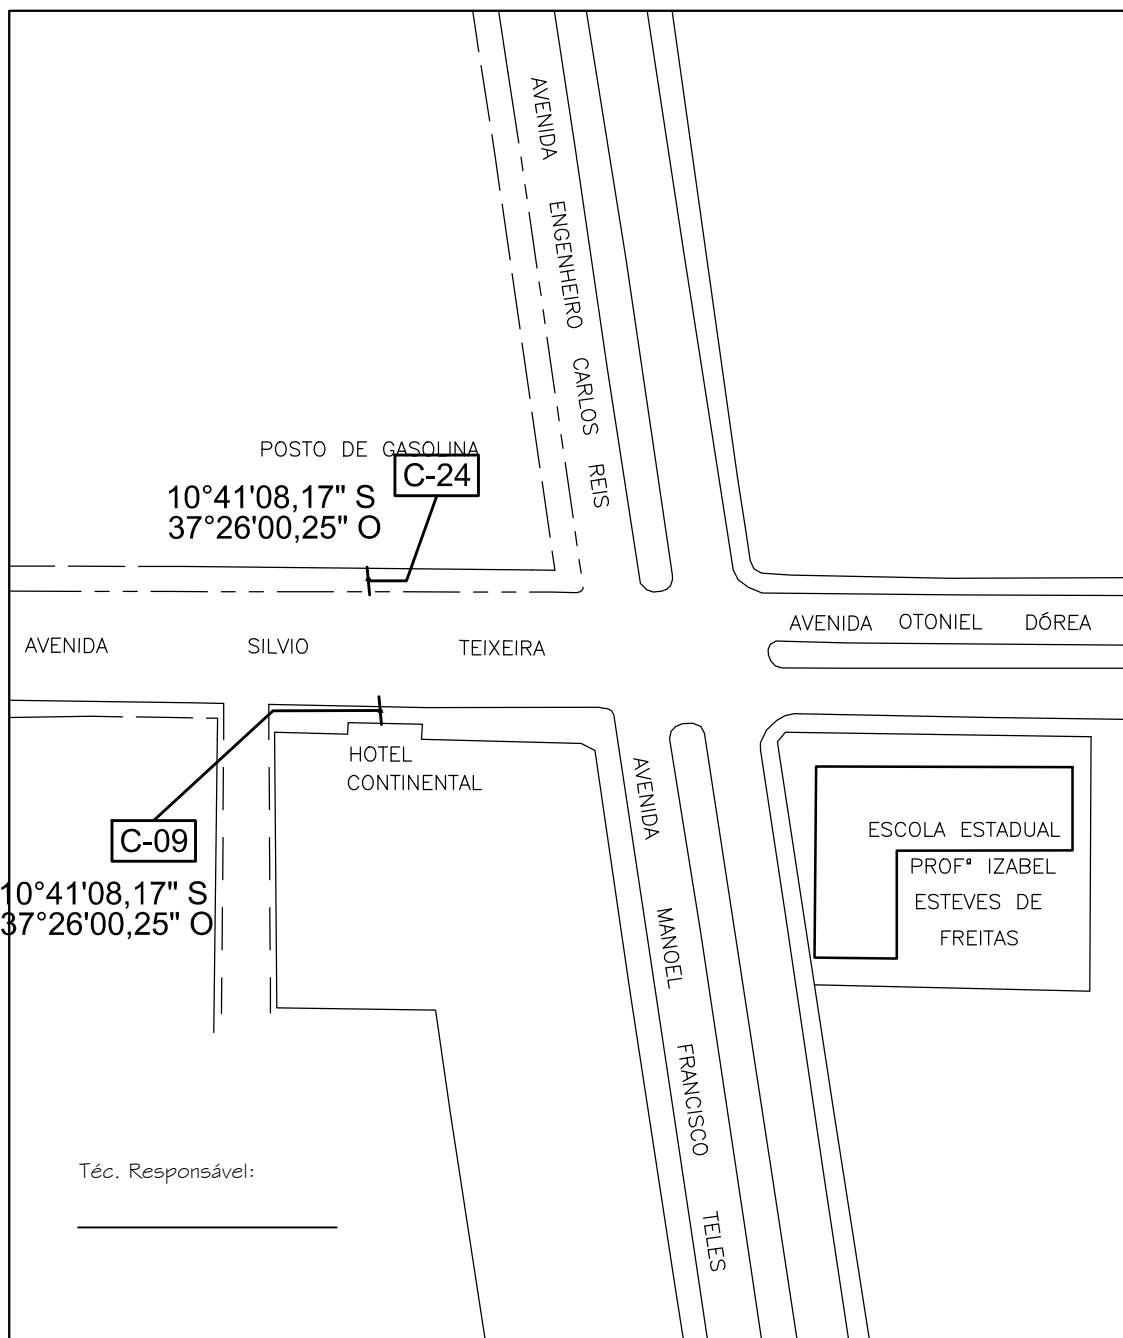 AVENIDA ENGENHEIRO CARLOS REIS
POSTO DE GASOLINA
C-24
10°41'08,17" S
37°26'00,25" O
AVENIDA SILVIO TEIXEIRA
AVENIDA OTONIEL DÓREA
HOTEL
CONTINENTAL
C-09
10°41'08,17" S
37°26'00,25" O
AVENIDA MANOEL FRANCISCO TELES
ESCOLA ESTADUAL
PROFª IZABEL
ESTEVES DE
FREITAS
Téc. Responsável: